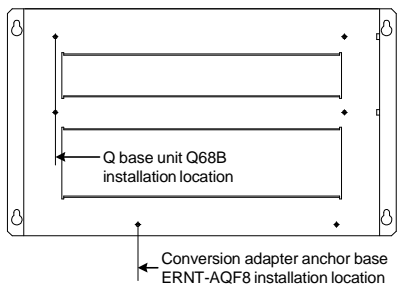 Q base unit Q68B
installation location
Conversion adapter anchor base
ERNT-AQF8 installation location